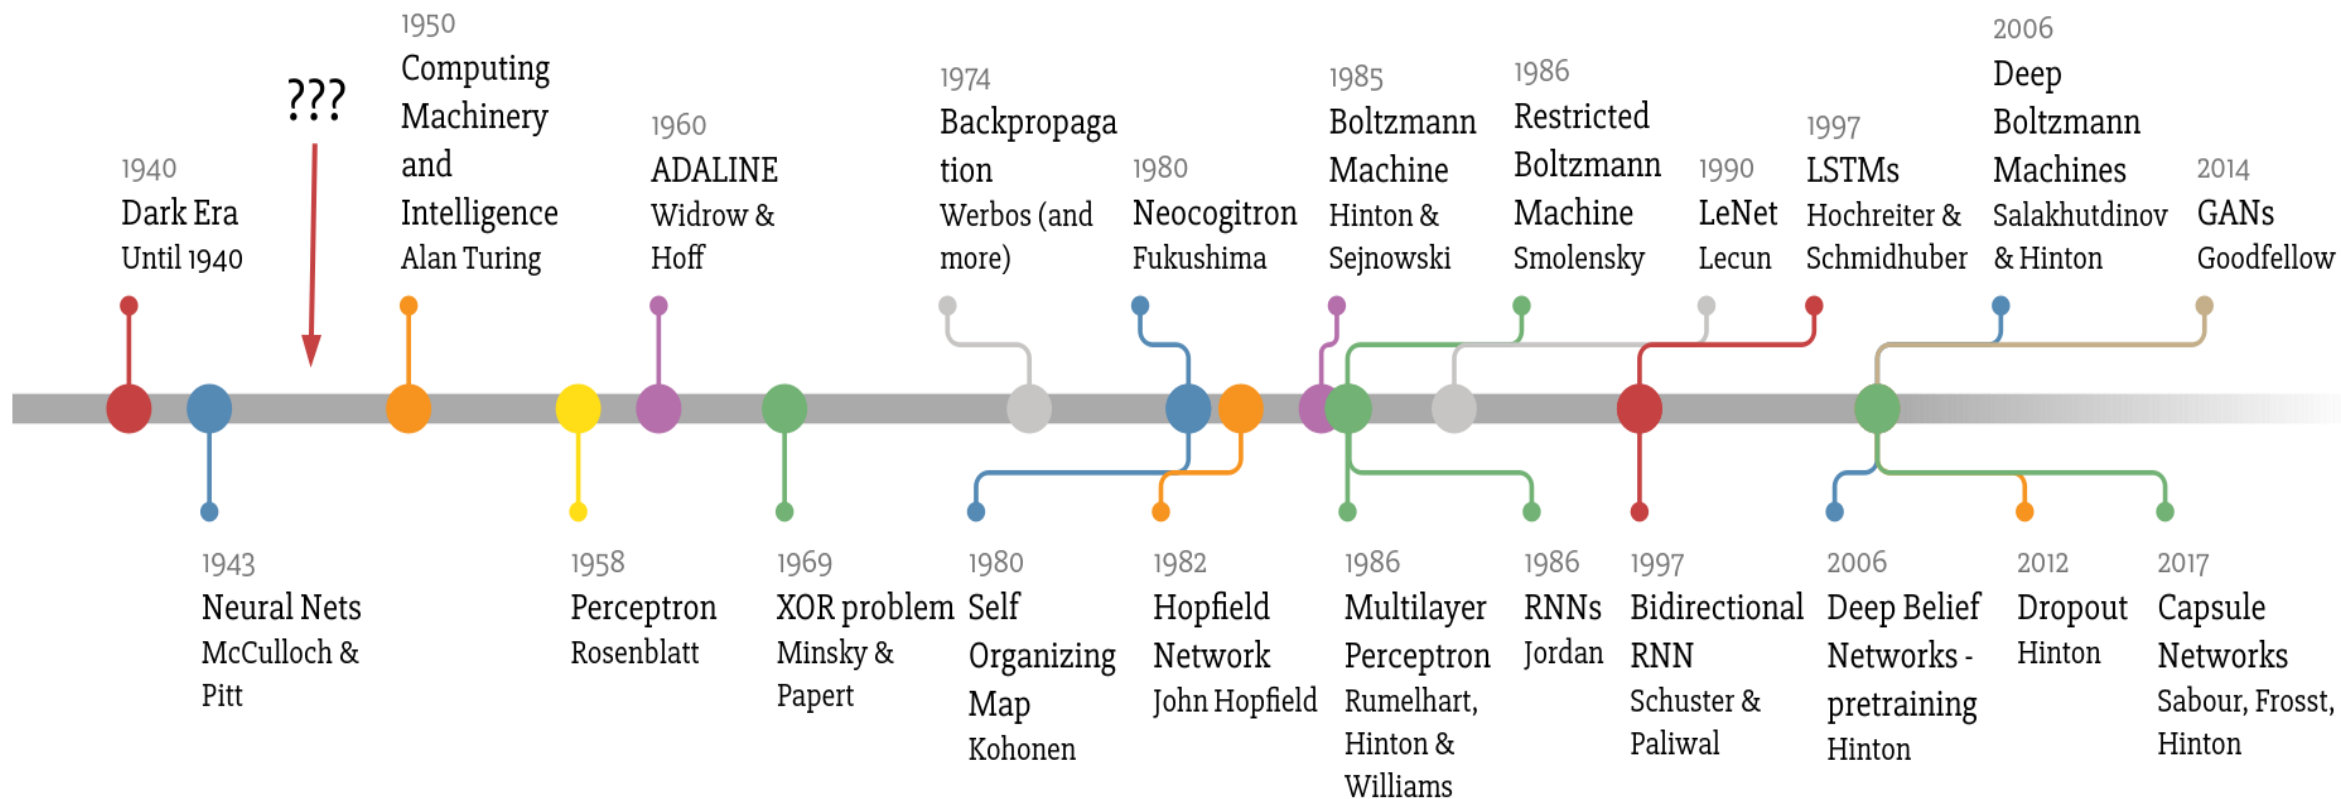 1940
Dark Era
Until 1940
???
1950
Computing
Machinery
and
Intelligence
Alan Turing
1960
ADALINE
Widrow &
Hoff
1974
Backpropaga
tion
Werbos (and
more)
1980
Neocogitron
Fukushima
1985
Boltzmann
Machine
Hinton &
Sejnowski
1986
Restricted
Boltzmann
Machine
Smolensky
1990
LeNet
Lecun
1997
LSTMs
Hochreiter &
Schmidhuber
2006
Deep
Boltzmann
Machines
Salakhutdinov
& Hinton
2014
GANs
Goodfellow
1943
Neural Nets
McCulloch &
Pitt
1958
Perceptron
Rosenblatt
1969
XOR problem
Minsky &
Papert
1980
Self
Organizing
Map
Kohonen
1982
Hopfield
Network
John Hopfield
1986
Multilayer
Perceptron
Rumelhart,
Hinton &
Williams
1986
RNNs
Jordan
1997
Bidirectional
RNN
Schuster &
Paliwal
2006
Deep Belief
Networks -
pretraining
Hinton
2012
Dropout
Hinton
2017
Capsule
Networks
Sabour, Frosst,
Hinton